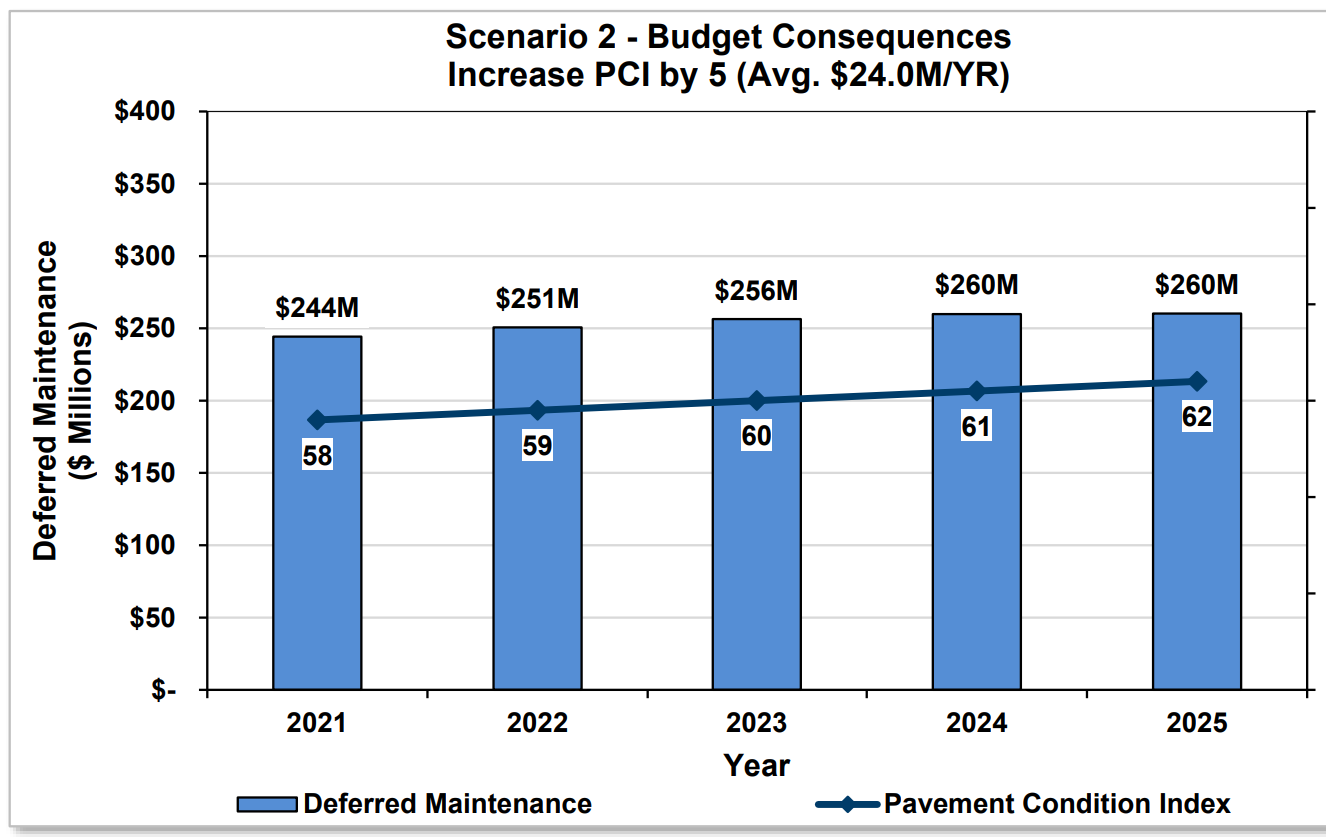 Scenario 2 - Budget Consequences
Increase PCI by 5 (Avg. $24.0M/YR)
$400
$350
$300
$250
$200
$150
$100
$50
$-
Deferred Maintenance
($ Millions)
$244M
$251M
$256M
$260M
$260M
58
59
60
61
62
2021
2022
2023
2024
2025
Year
Deferred Maintenance
Pavement Condition Index